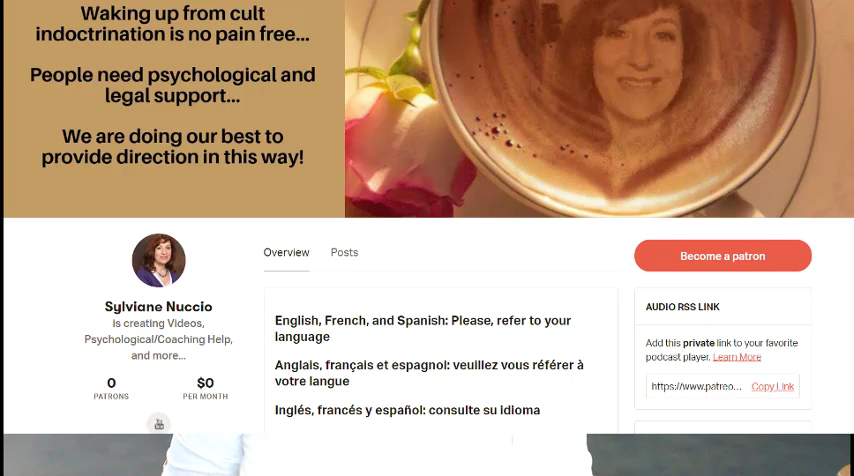 Waking up from cult
indoctrination is no pain free...
People need psychological and
legal support...
We are doing our best to
provide direction in this way!
Overview
Posts
Become a patron
Sylviane Nuccio
is creating Videos,
Psychological/Coaching Help,
and more...
0
PATRONS
$0
PER MONTH
English, French, and Spanish: Please, refer to your
language
Anglais, français et espagnol: veuillez vous référer à
votre langue
Inglés, francés y español: consulte su idioma
AUDIO RSS LINK
Add this private link to your favorite
podcast player. Learn More
https://www.patreo...
Copy Link